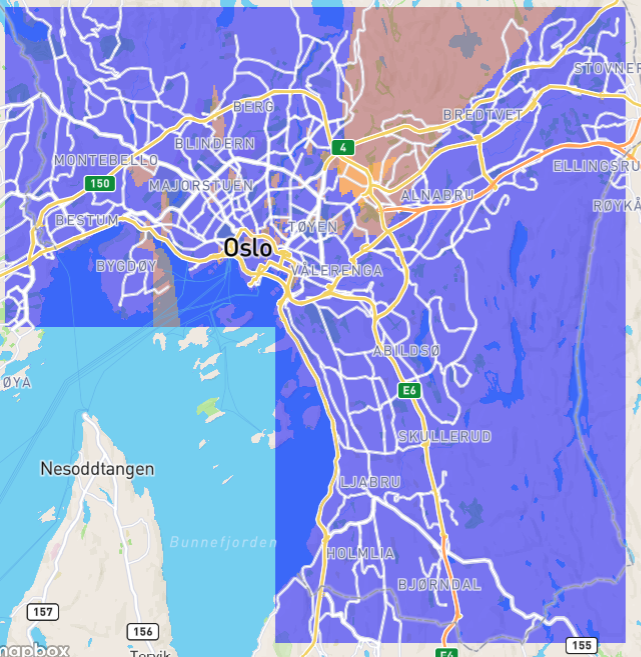 STOVNER
BERG
BREDTVET
BLINDERN
4
MONTEBELLO
ELLINGSRU
150
MAJORSTUEN
ALNABRU
RØYKÅ
BESTUM
TØYEN
Oslo
BYGDØY
VÅLERENGA
ABILDSØ
ØYA
E6
SKULLERUD
Nesoddtangen
LJABRU
Bunnefjorden
HOLMLIA
BJØRNDAL
157
156
155
mapbox
Torvik
E6